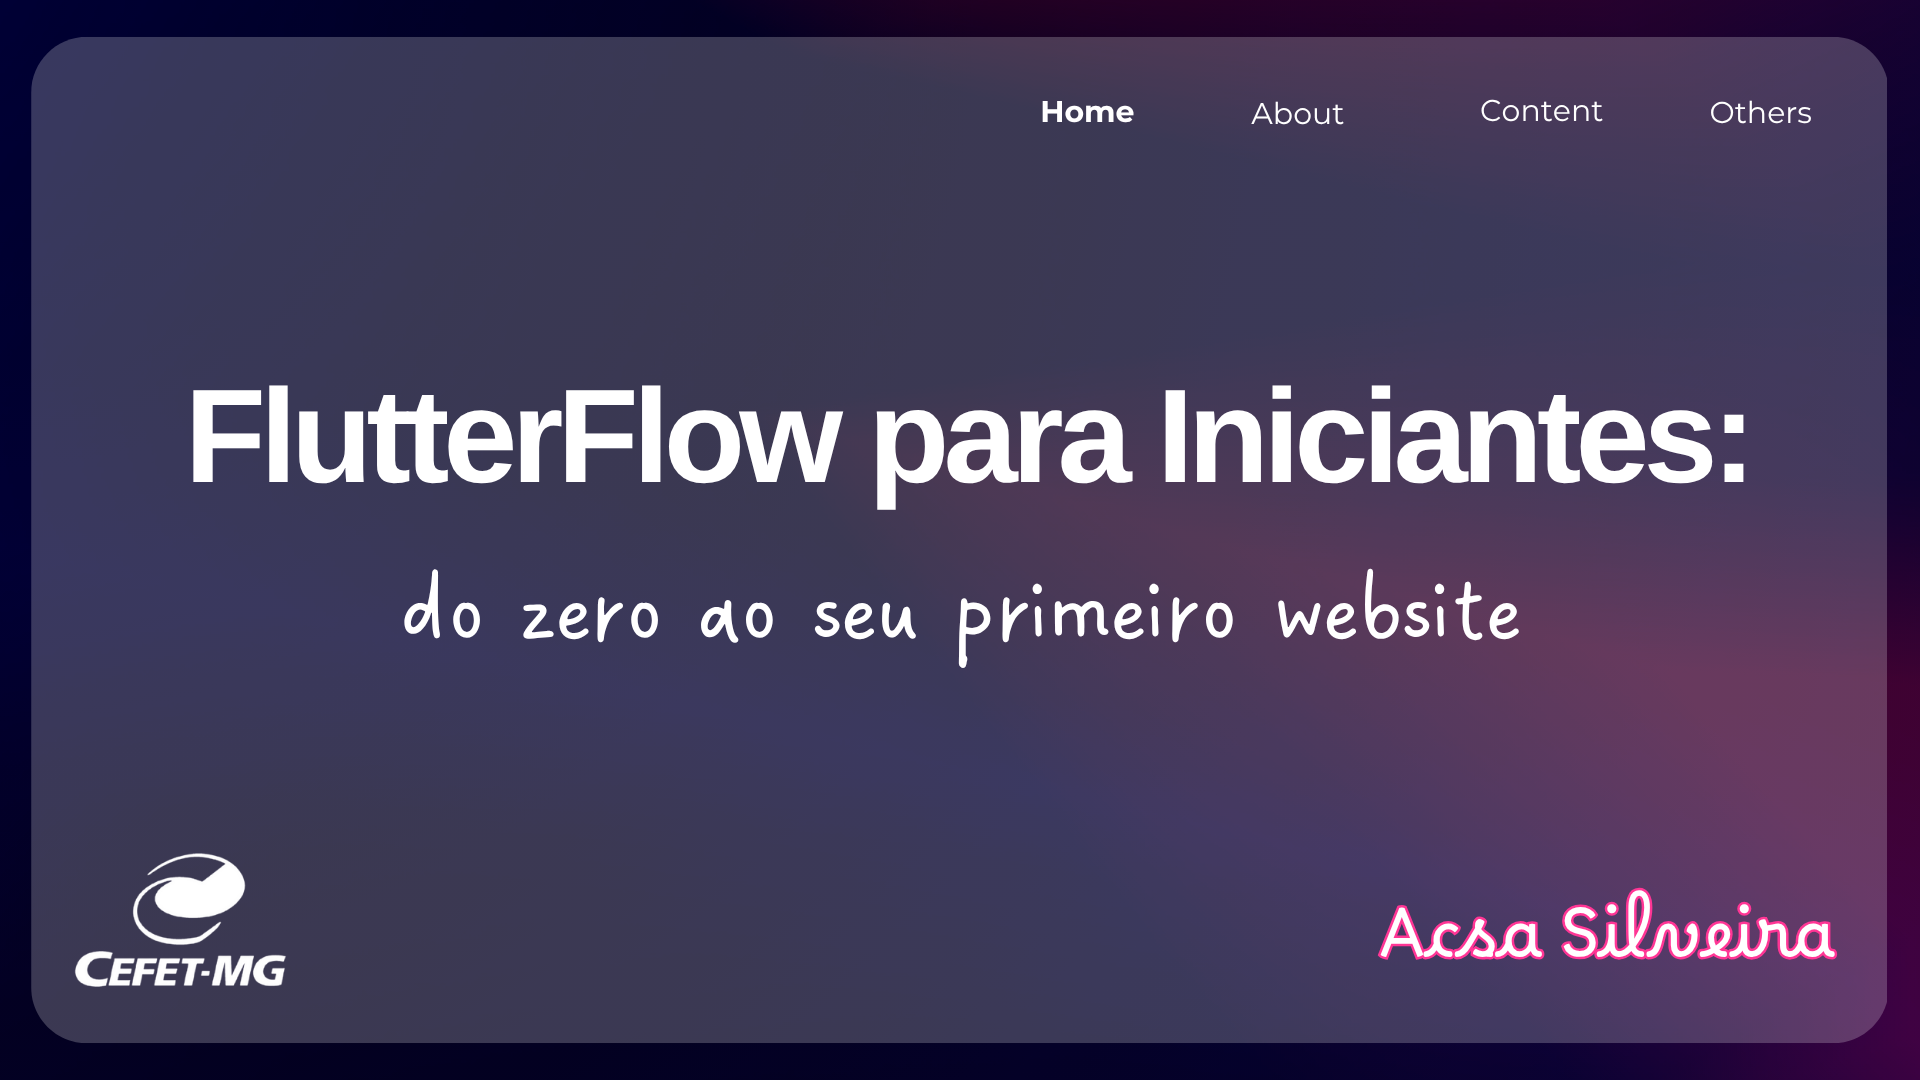 Home About Content Others
FlutterFlow para Iniciantes:
do zero ao seu primeiro website
CEFET-MG
Acsa Silveira